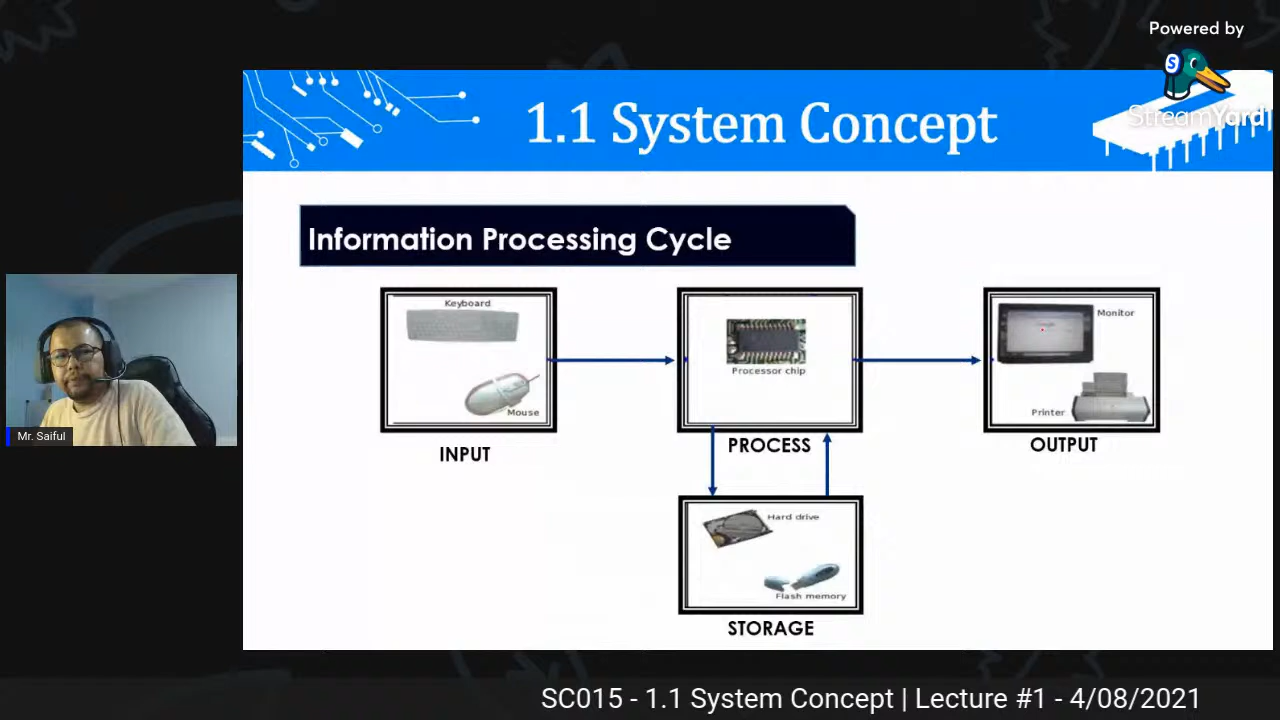 Powered by
StreamYard
1.1 System Concept
Information Processing Cycle
Keyboard
Mouse
INPUT
Processor chip
PROCESS
Monitor
Printer
OUTPUT
Hard drive
Flash memory
STORAGE
Mr. Saiful
SC015 - 1.1 System Concept | Lecture #1 - 4/08/2021